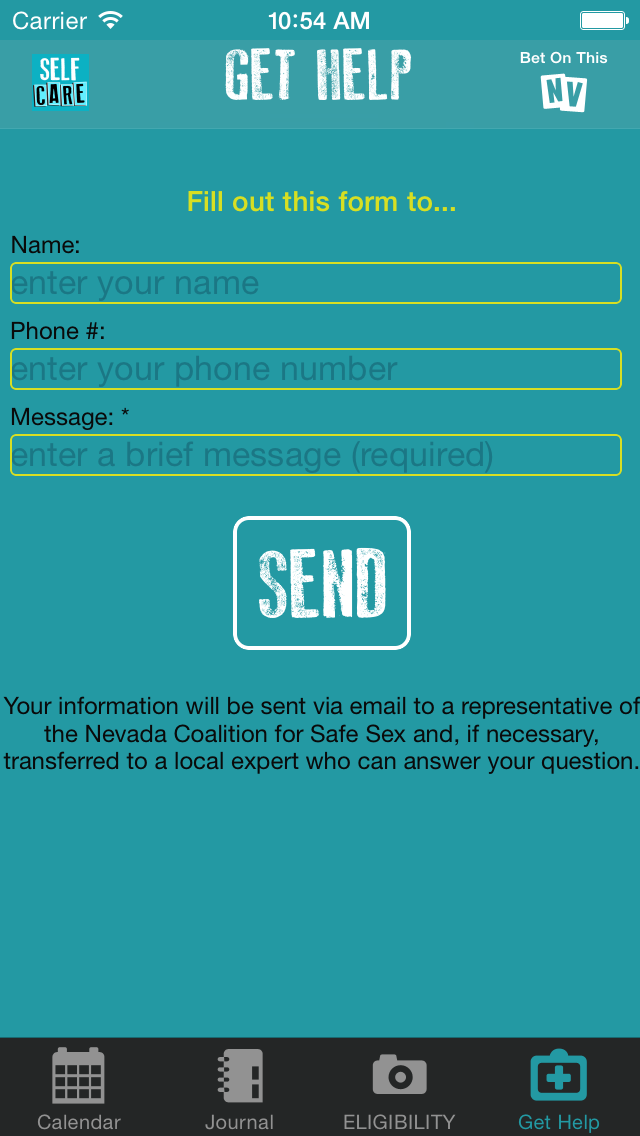 Carrier 10:54 AM
SELF
CARE
GET HELP
Bet On This
NV
Fill out this form to...
Name:
enter your name
Phone #:
enter your phone number
Message: *
enter a brief message (required)
SEND
Your information will be sent via email to a representative of
the Nevada Coalition for Safe Sex and, if necessary,
transferred to a local expert who can answer your question.
Calendar Journal ELIGIBILITY Get Help